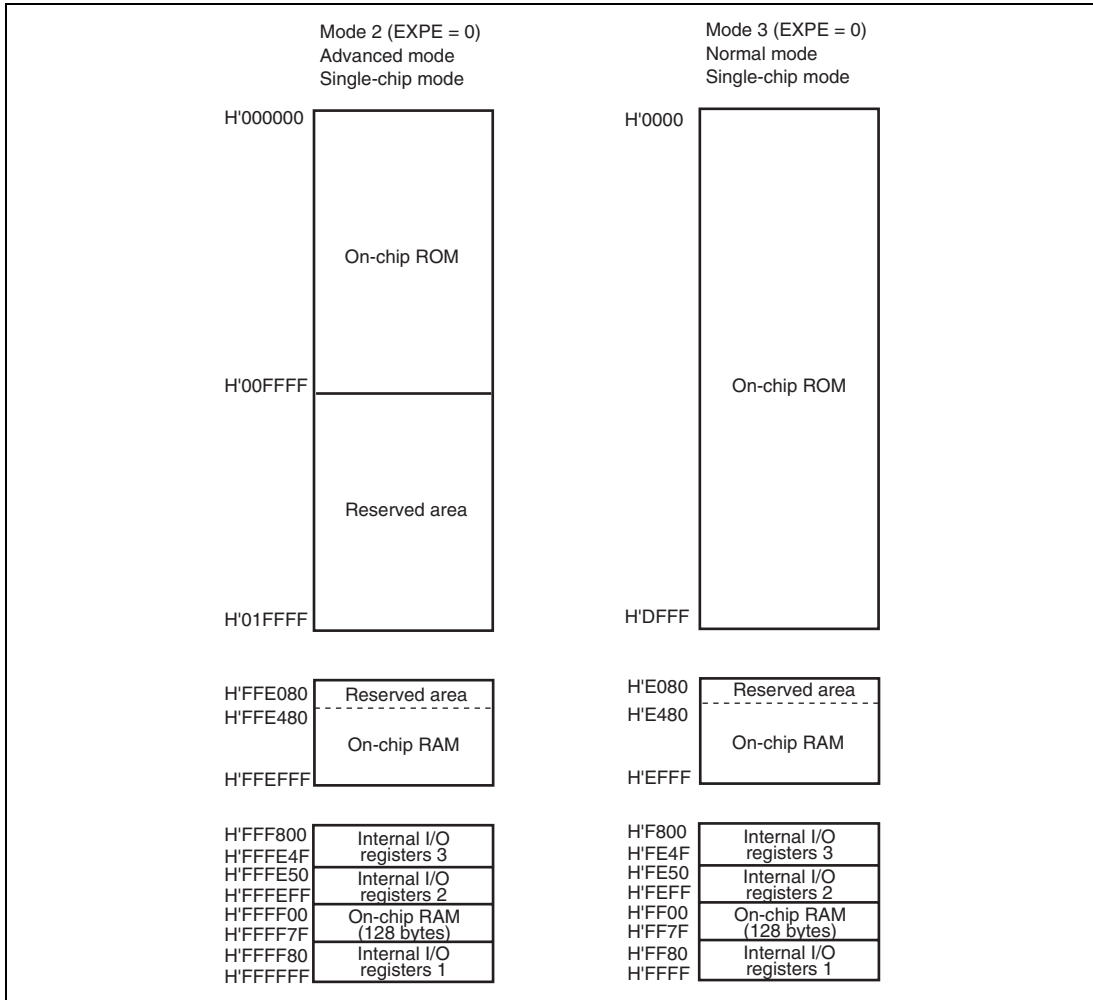 Mode 2 (EXPE = 0)
Advanced mode
Single-chip mode
H'000000
On-chip ROM
H'00FFFF
Reserved area
H'01FFFF
H'FFE080
Reserved area
H'FFE480
On-chip RAM
H'FFEFFF
H'FFF800
Internal I/O
registers 3
H'FFFE4F
H'FFFE50
Internal I/O
registers 2
H'FFFEFF
H'FFFF00
On-chip RAM
(128 bytes)
H'FFFF7F
H'FFFF80
Internal I/O
registers 1
H'FFFFFF
Mode 3 (EXPE = 0)
Normal mode
Single-chip mode
H'0000
On-chip ROM
H'DFFF
H'E080
Reserved area
H'E480
On-chip RAM
H'EFFF
H'F800
Internal I/O
registers 3
H'FE4F
H'FE50
Internal I/O
registers 2
H'FEFF
H'FF00
On-chip RAM
(128 bytes)
H'FF7F
H'FF80
Internal I/O
registers 1
H'FFFF